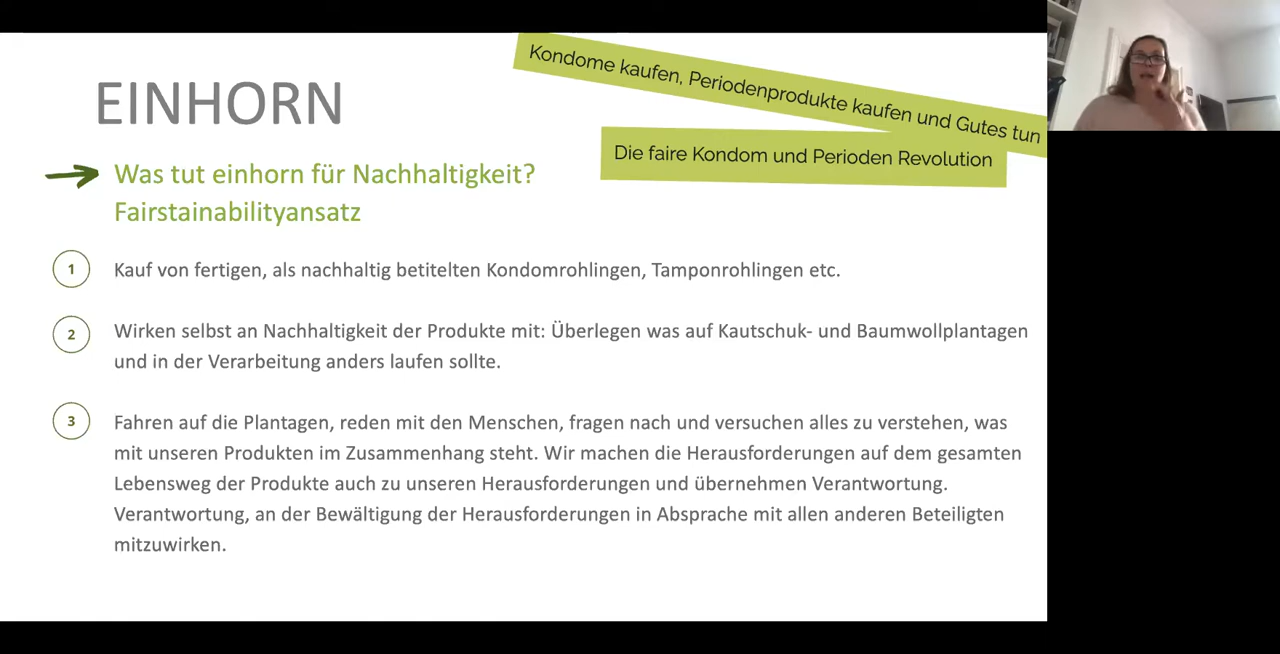 EINHORN
Kondome kaufen, Periodenprodukte kaufen und Gutes tun
Die faire Kondom und Perioden Revolution
Was tut einhorn für Nachhaltigkeit?
Fairstainabilityansatz
1 Kauf von fertigen, als nachhaltig betitelten Kondomrohlingen, Tamponrohlingen etc.
2 Wirken selbst an Nachhaltigkeit der Produkte mit: Überlegen was auf Kautschuk- und Baumwollplantagen
und in der Verarbeitung anders laufen sollte.
3 Fahren auf die Plantagen, reden mit den Menschen, fragen nach und versuchen alles zu verstehen, was
mit unseren Produkten im Zusammenhang steht. Wir machen die Herausforderungen auf dem gesamten
Lebensweg der Produkte auch zu unseren Herausforderungen und übernehmen Verantwortung.
Verantwortung, an der Bewältigung der Herausforderungen in Absprache mit allen anderen Beteiligten
mitzuwirken.